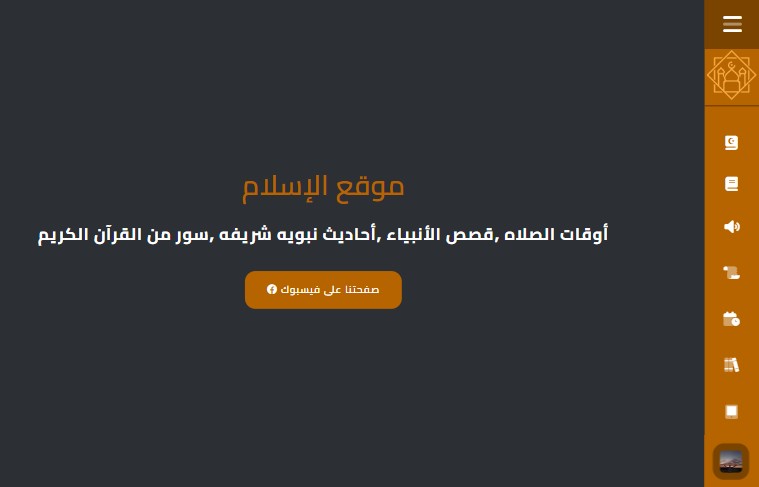 موقع الإسلام
أوقات الصلاه ,قصص الأنبياء ,أحاديث نبويه شريفه ,سور من القرآن الكريم
صفحتنا على فيسبوك